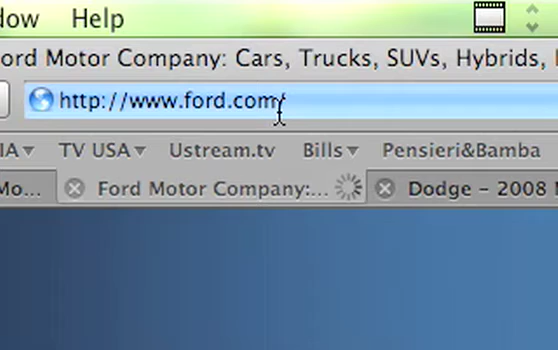 dow Help
ord Motor Company: Cars, Trucks, SUVs, Hybrids,
http://www.ford.com/
IA TV USA Ustream.tv Bills Pensieri&Bamba
Mo... Ford Motor Company:... Dodge – 2008